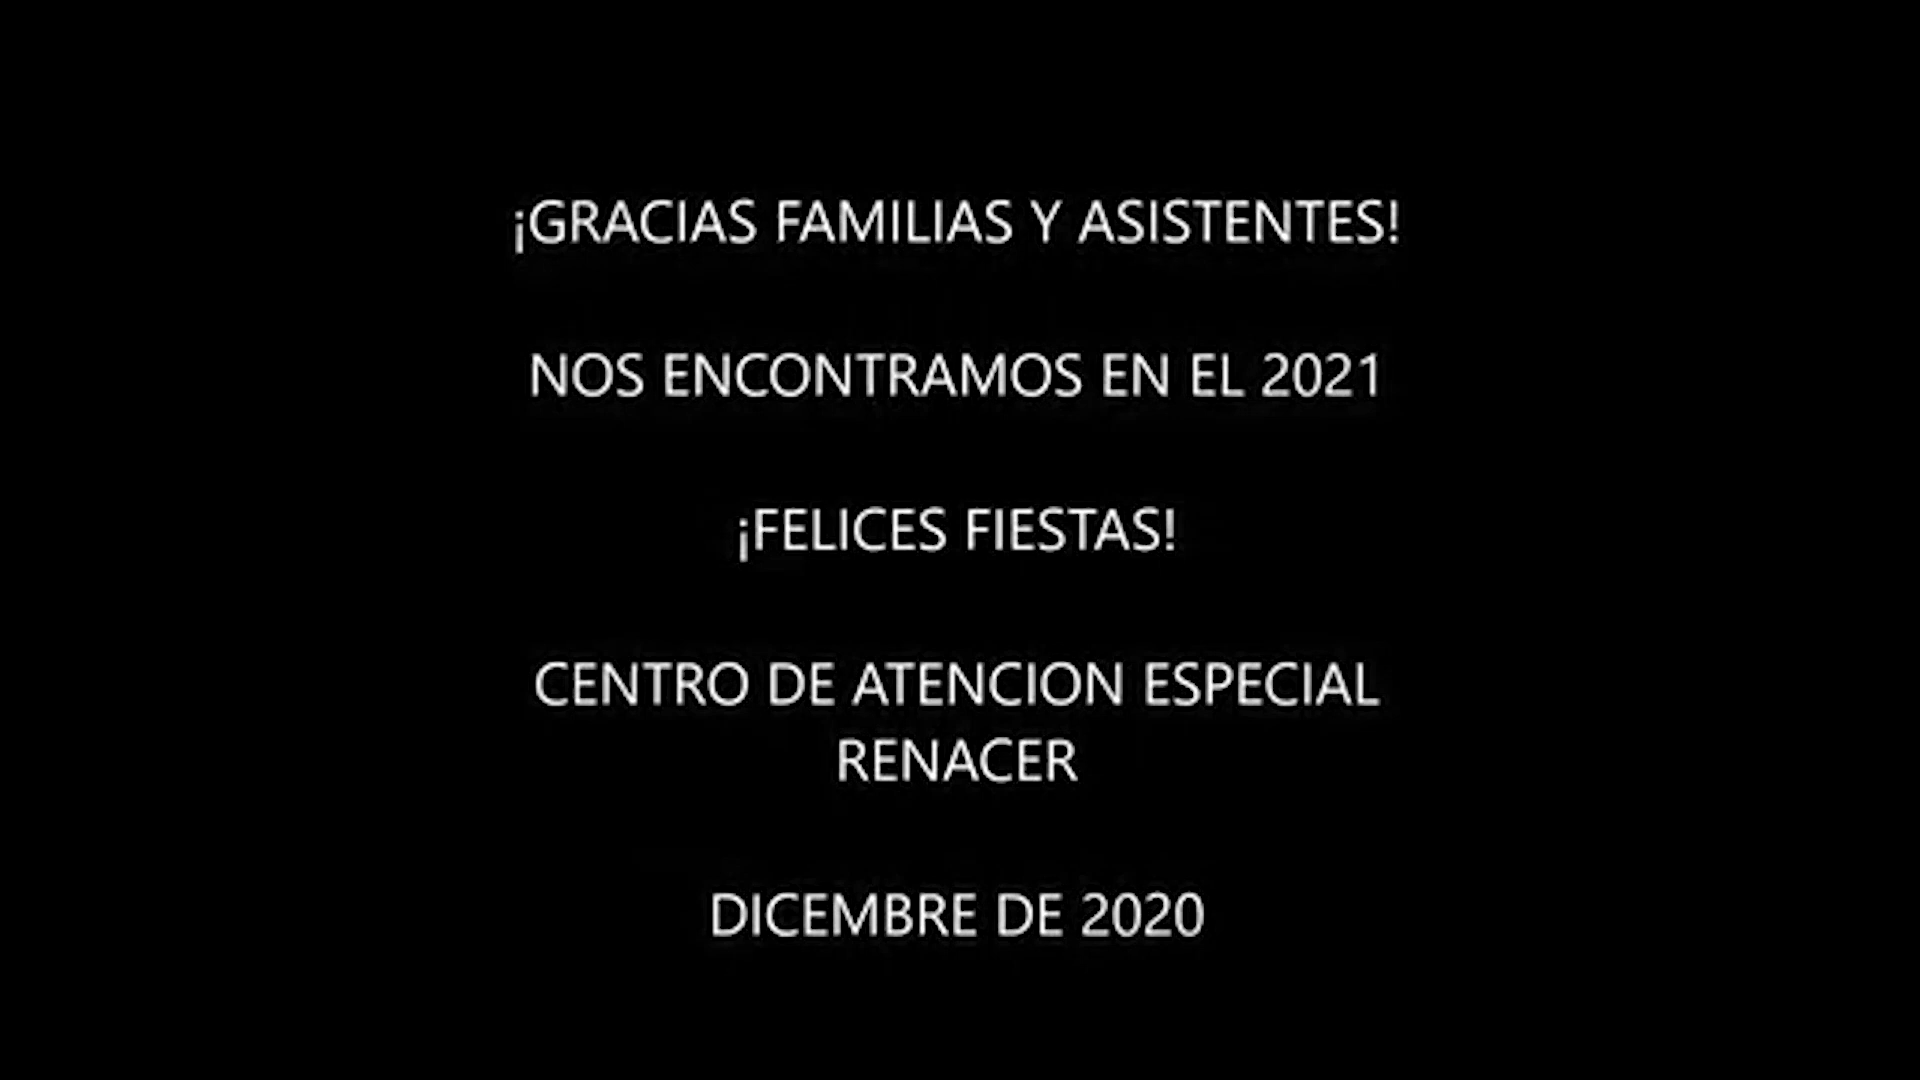 ¡GRACIAS FAMILIAS Y ASISTENTES!
NOS ENCONTRAMOS EN EL 2021
¡FELICES FIESTAS!
CENTRO DE ATENCION ESPECIAL
RENACER
DICEMBRE DE 2020